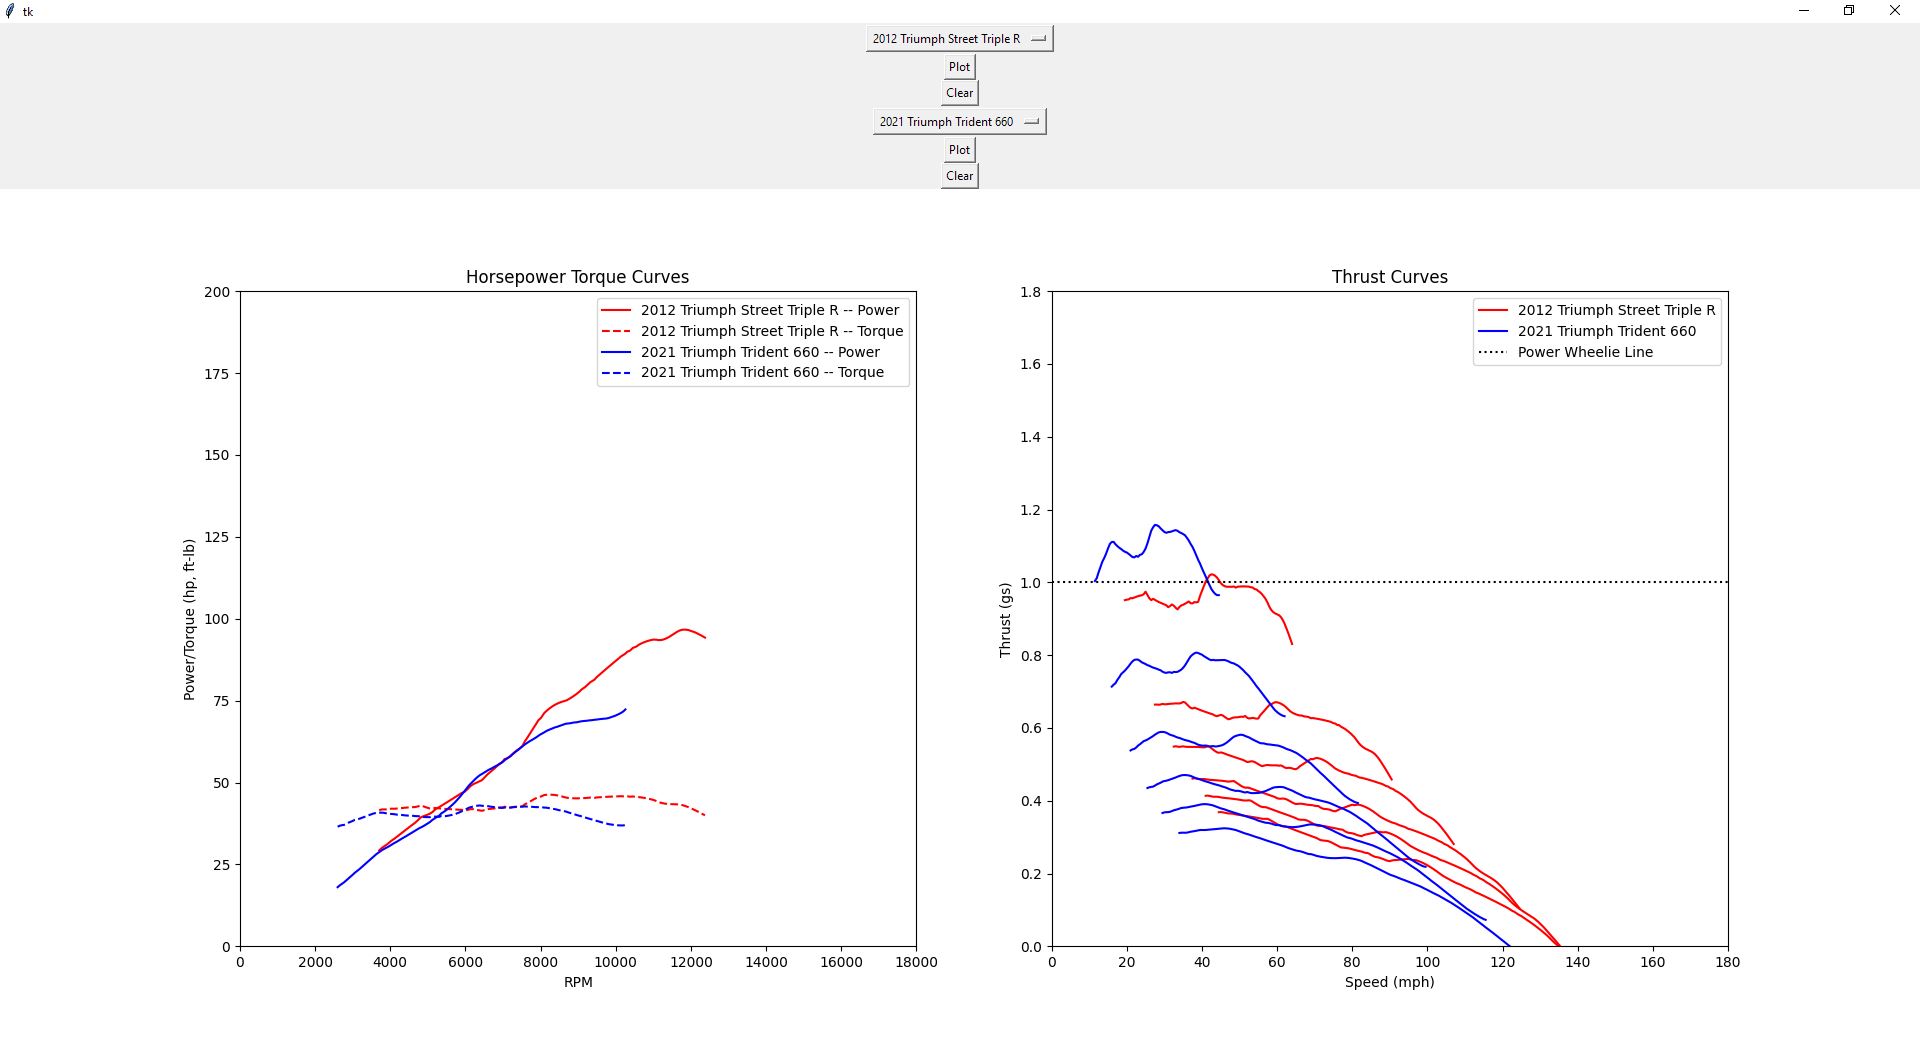 tk
2012 Triumph Street Triple R
Plot
Clear
2021 Triumph Trident 660
Plot
Clear
Horsepower Torque Curves
200
175
150
125
100
75
50
25
0
Power/Torque (hp, ft-lb)
2012 Triumph Street Triple R -- Power
2012 Triumph Street Triple R -- Torque
2021 Triumph Trident 660 -- Power
2021 Triumph Trident 660 -- Torque
0 2000 4000 6000 8000 10000 12000 14000 16000 18000
RPM
Thrust Curves
1.8
1.6
1.4
1.2
1.0
0.8
0.6
0.4
0.2
0.0
Thrust (gs)
2012 Triumph Street Triple R
2021 Triumph Trident 660
Power Wheelie Line
0 20 40 60 80 100 120 140 160 180
Speed (mph)